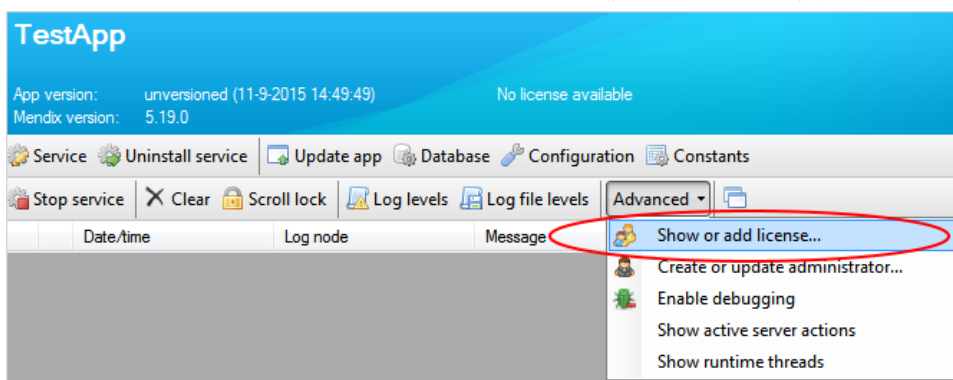 TestApp
App version: unversioned (11-9-2015 14:49:49) No license available
Mendix version: 5.19.0
Service Uninstall service Update app Database Configuration Constants
Stop service Clear Scroll lock Log levels Log file levels Advanced
Date/time Log node Message Show or add license...
Create or update administrator...
Enable debugging
Show active server actions
Show runtime threads